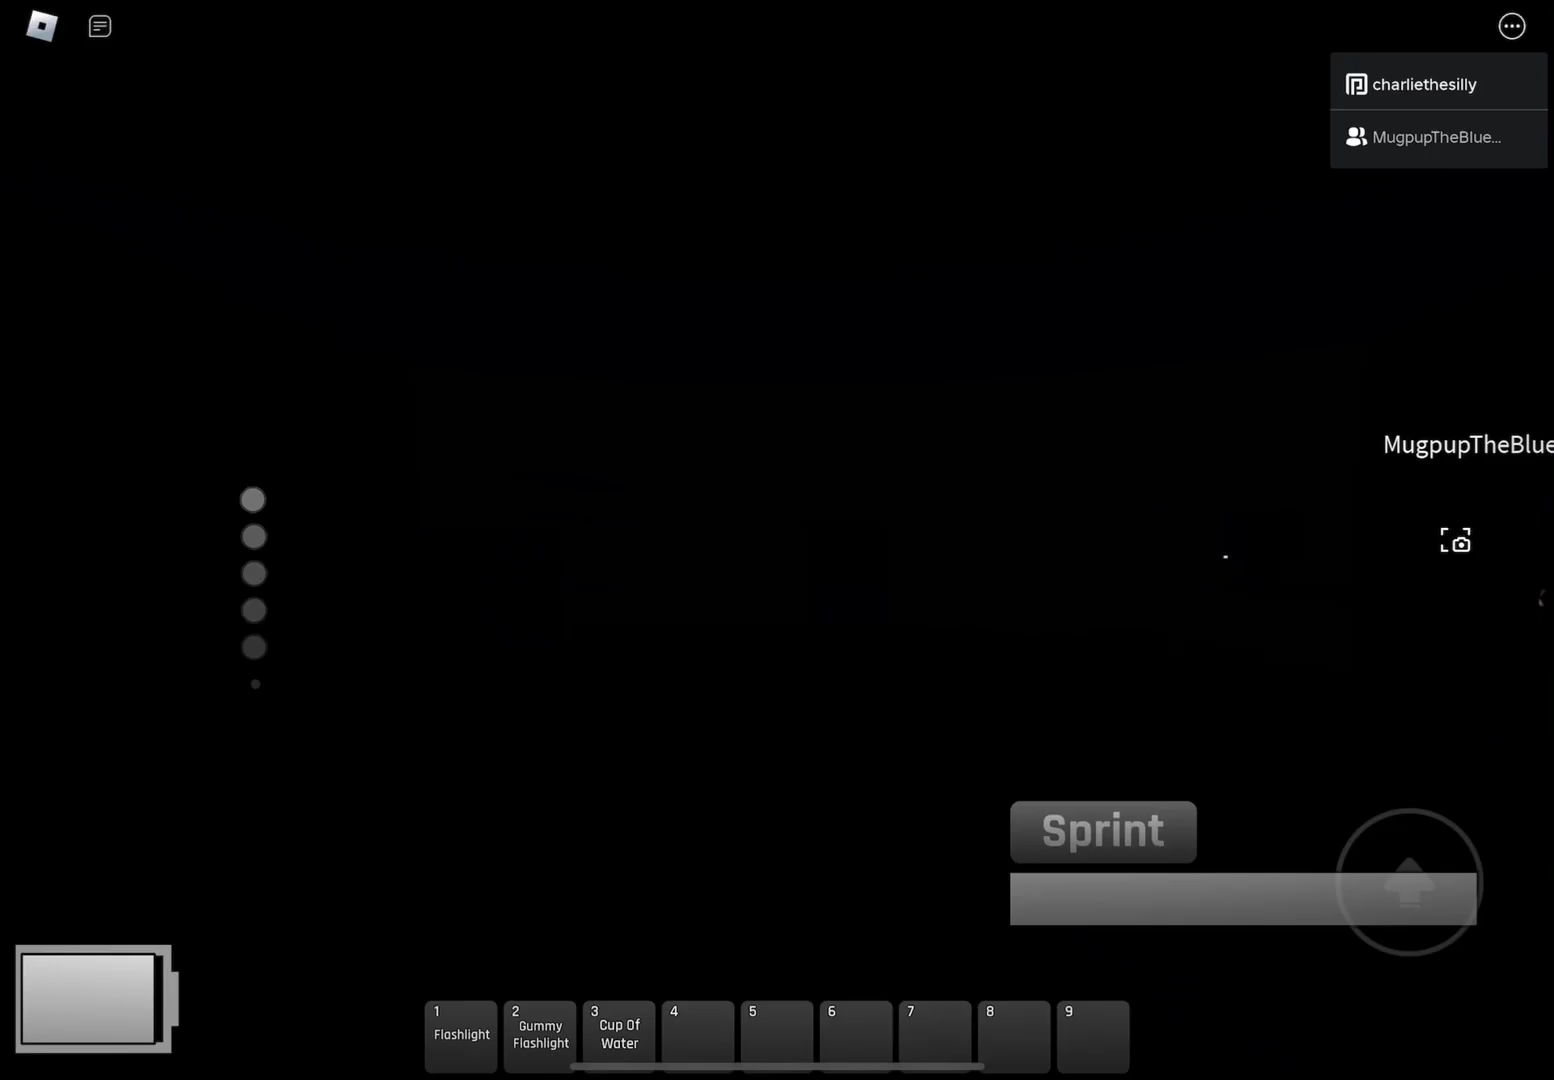 charliethesilly
MugpupTheBlue...
MugpupTheBlue
Sprint
1
Flashlight
2
Gummy
Flashlight
3
Cup Of
Water
4
5
6
7
8
9